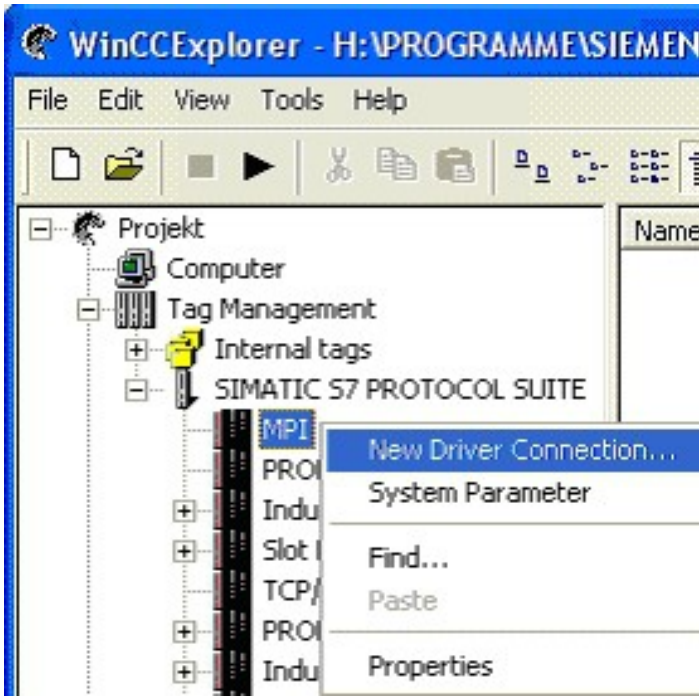 WinCCExplorer - H:\PROGRAMME\SIEMEN
File Edit View Tools Help
Projekt
Name
Computer
Tag Management
Internal tags
SIMATIC S7 PROTOCOL SUITE
MPI
New Driver Connection...
PROI
System Parameter
Indu
Slot
Find...
TCP/
Paste
PROI
Indu
Properties